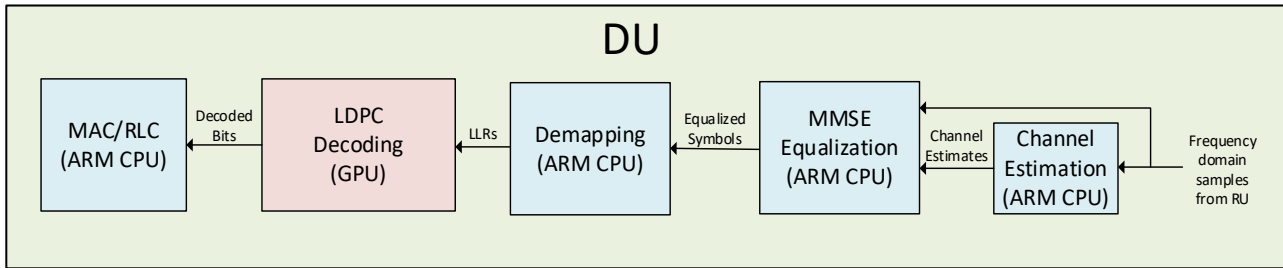 DU
MAC/RLC
(ARM CPU)
Decoded
Bits
LDPC
Decoding
(GPU)
LLRs
Demapping
(ARM CPU)
Equalized
Symbols
MMSE
Equalization
(ARM CPU)
Channel
Estimates
Channel
Estimation
(ARM CPU)
Frequency
domain
samples
from RU